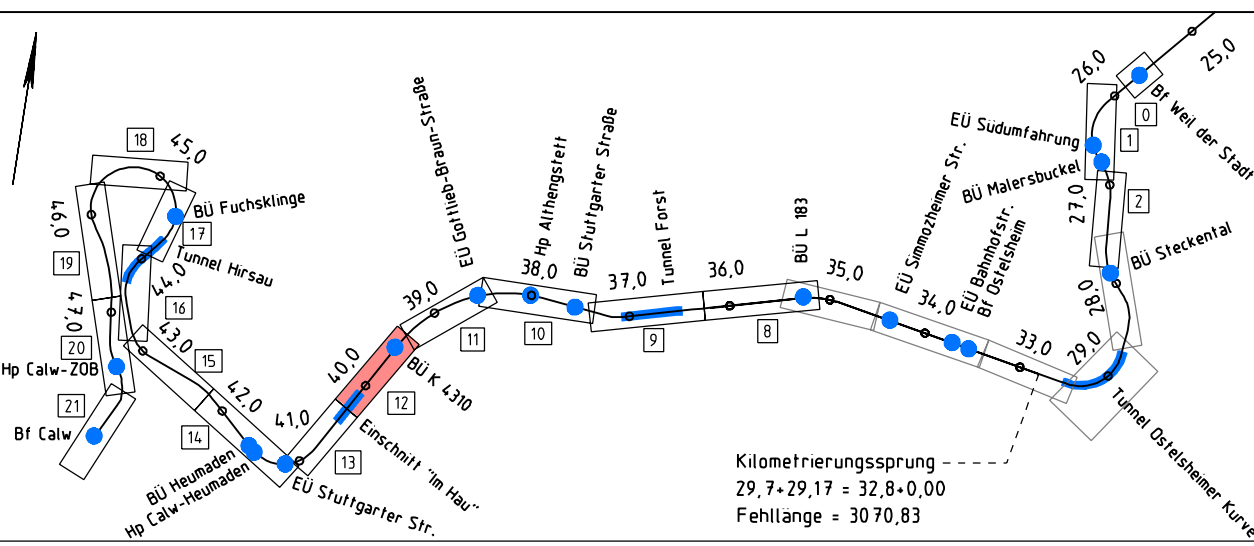 25,0
26,0
Bf Weil der Stadt
0
EÜ Südumfahrung
1
BÜ Malersbuckel
27,0
2
BÜ Steckental
28,0
29,0
Tunnel Ostelsheimer Kurve
33,0
EÜ Bahnhofstr.
Bf Ostelsheim
34,0
EÜ Simmozheimer Str.
35,0
BÜ L 183
36,0
8
Tunnel Forst
37,0
9
BÜ Stuttgarter Straße
Hp Althengstett
38,0
10
EÜ Gottlieb-Braun-Straße
39,0
11
BÜ K 4310
40,0
12
Einschnitt "Im Hau"
41,0
13
EÜ Stuttgarter Str.
BÜ Heumaden
Hp Calw-Heumaden
42,0
14
15
43,0
16
44,0
Tunnel Hirsau
17
BÜ Fuchsklinge
45,0
18
46,0
19
47,0
20
Hp Calw-ZOB
21
Bf Calw
Kilometrierungssprung
29,7+29,17 = 32,8+0,00
Fehllänge = 3070,83